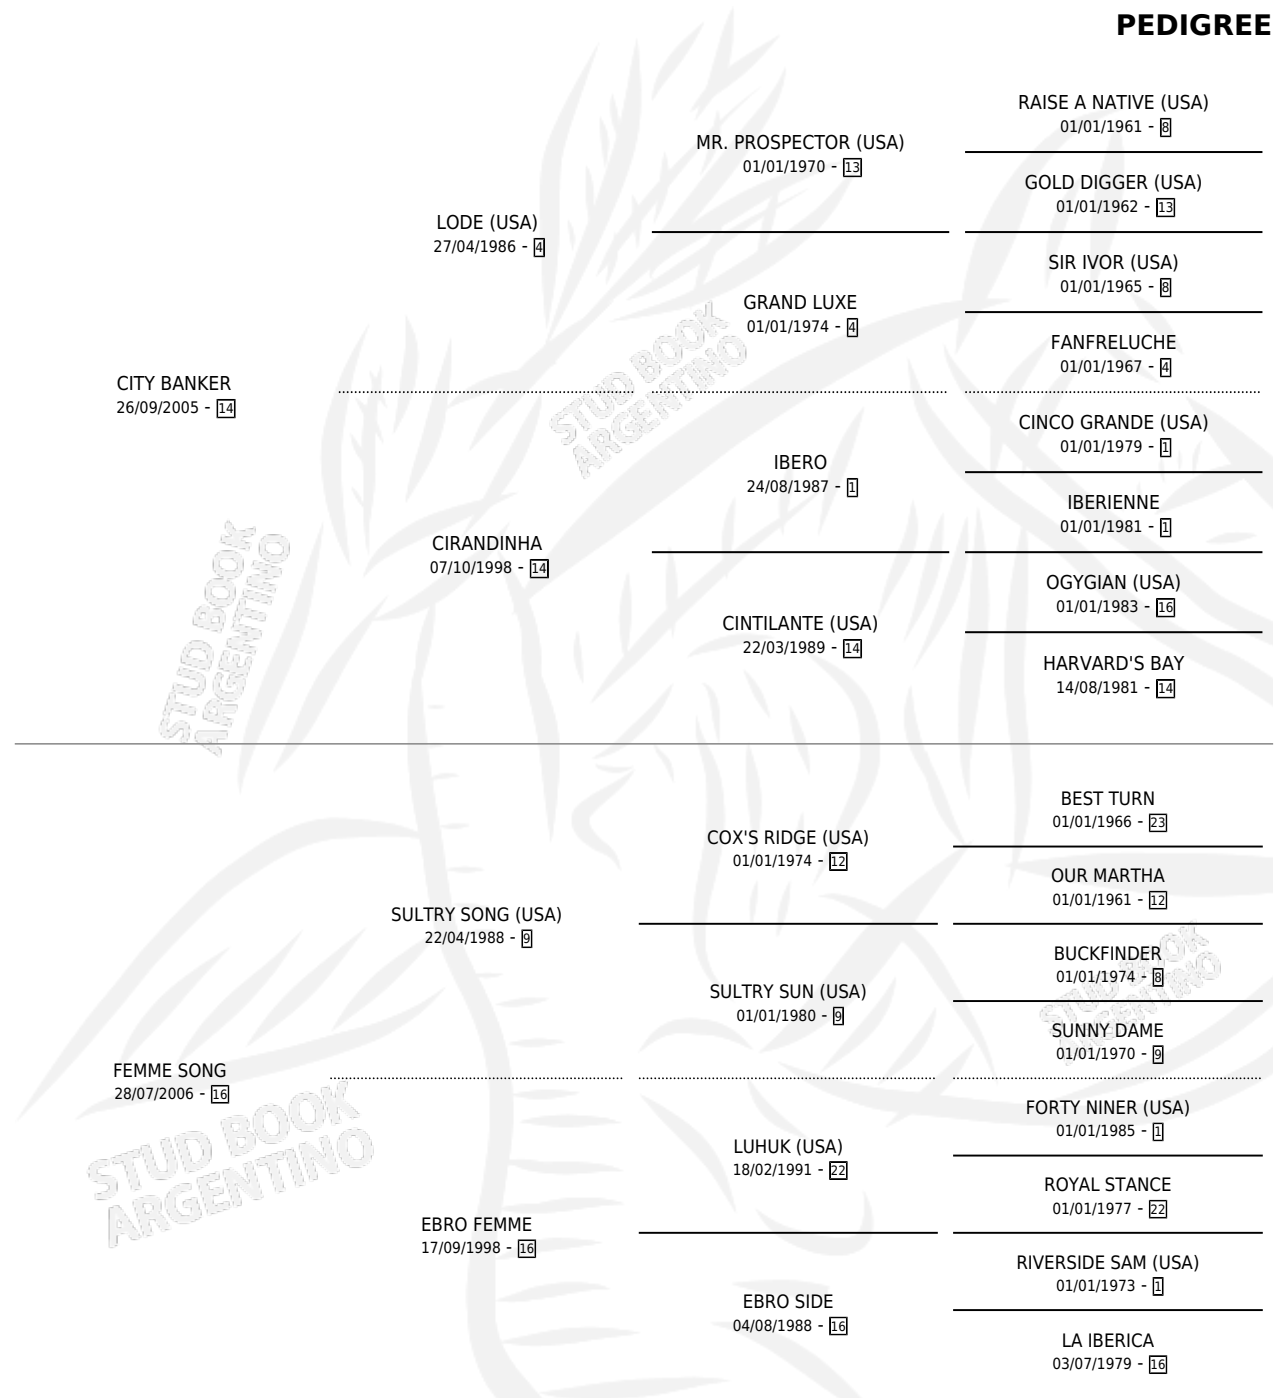 PEDIGREE
RAISE A NATIVE (USA)
01/01/1961 - 8
MR. PROSPECTOR (USA)
01/01/1970 - 13
GOLD DIGGER (USA)
01/01/1962 - 13
LODE (USA)
27/04/1986 - 4
SIR IVOR (USA)
01/01/1965 - 8
GRAND LUXE
01/01/1974 - 4
FANFRELUCHE
01/01/1967 - 4
CITY BANKER
26/09/2005 - 14
STUD BOOK
ARGENTINO
CINCO GRANDE (USA)
01/01/1979 - 1
IBERO
24/08/1987 - 1
IBERIENNE
01/01/1981 - 1
CIRANDINHA
07/10/1998 - 14
OGYGIAN (USA)
01/01/1983 - 16
CINTILANTE (USA)
22/03/1989 - 14
HARVARD'S BAY
14/08/1981 - 14
STUD BOOK
ARGENTINO
BEST TURN
01/01/1966 - 23
COX'S RIDGE (USA)
01/01/1974 - 12
OUR MARTHA
01/01/1961 - 12
SULTRY SONG (USA)
22/04/1988 - 9
BUCKFINDER
01/01/1974 - 8
SULTRY SUN (USA)
01/01/1980 - 9
SUNNY DAME
01/01/1970 - 9
STUD BOOK
ARGENTINO
FEMME SONG
28/07/2006 - 16
STUD BOOK
ARGENTINO
FORTY NINER (USA)
01/01/1985 - 1
LUHUK (USA)
18/02/1991 - 22
ROYAL STANCE
01/01/1977 - 22
EBRO FEMME
17/09/1998 - 16
RIVERSIDE SAM (USA)
01/01/1973 - 1
EBRO SIDE
04/08/1988 - 16
LA IBERICA
03/07/1979 - 16